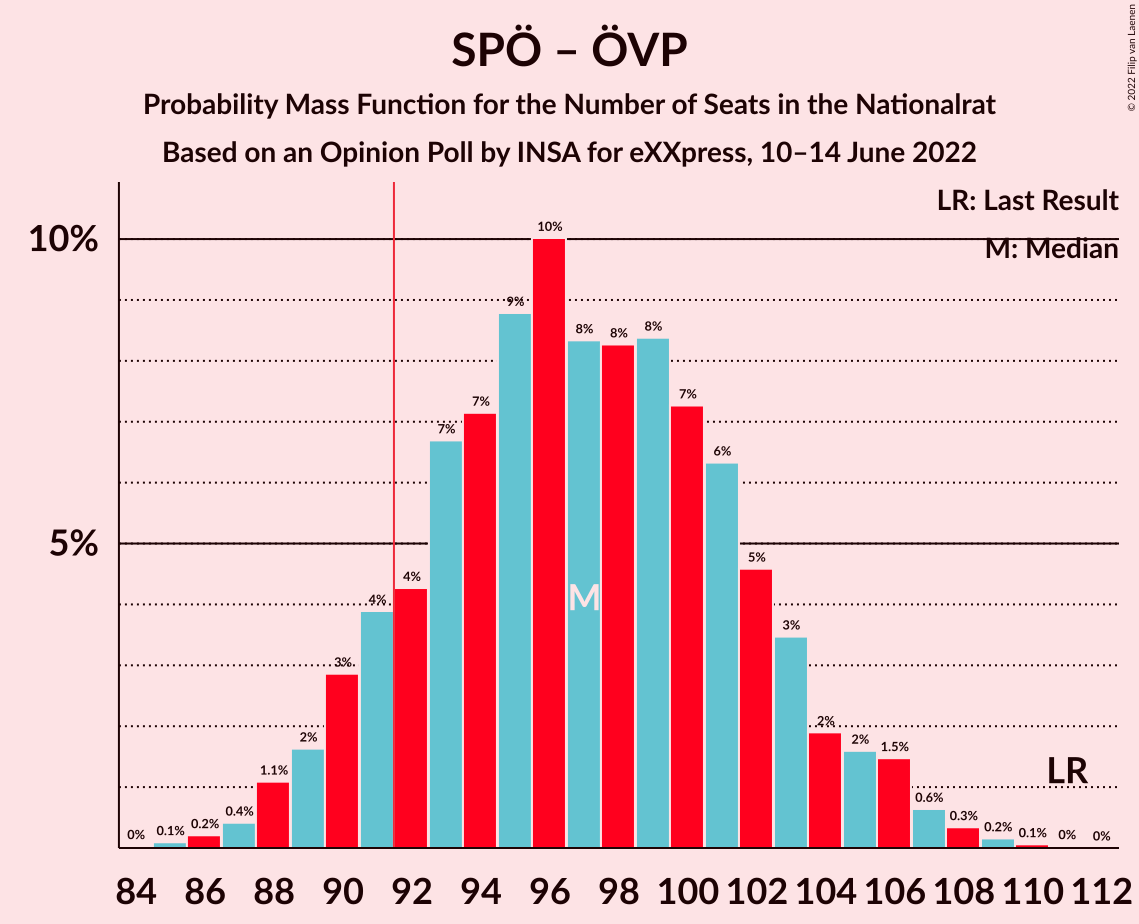 SPÖ – ÖVP
Probability Mass Function for the Number of Seats in the Nationalrat
Based on an Opinion Poll by INSA for eXXpress, 10–14 June 2022
© 2022 Filip van Laenen
LR: Last Result
M: Median
10%
5%
0% 0.1% 0.2% 0.4% 1.1% 2% 3% 4% 4% 7% 7% 9% 10% 8% 8% 8% 7% 6% 5% 3% 2% 2% 1.5% 0.6% 0.3% 0.2% 0.1% 0% 0%
M
LR
84 86 88 90 92 94 96 98 100 102 104 106 108 110 112